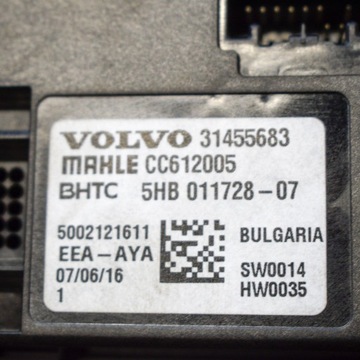 VOLVO 31455683
MAHLE CC612005
BHTC 5HB 011728-07
5002121611 BULGARIA
EEA-AYA
07/06/16 SW0014
1 HW0035